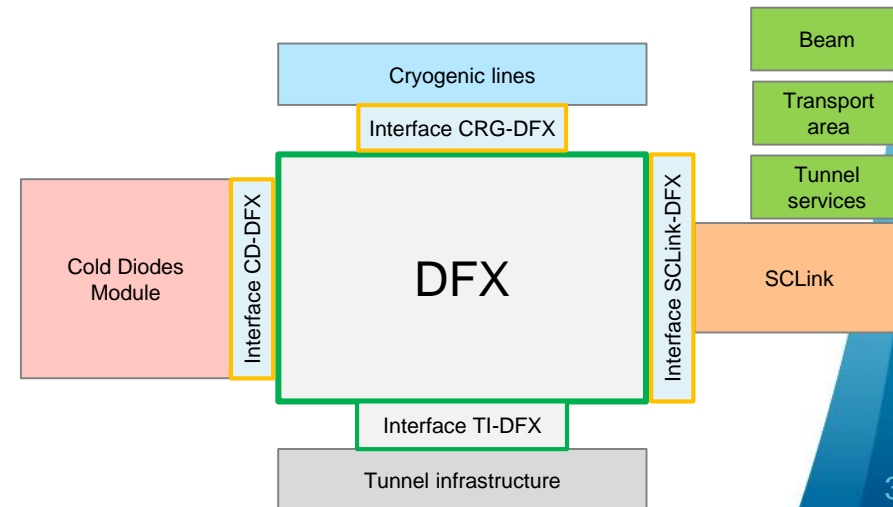 Beam
Cryogenic lines
Transport
area
Interface CRG-DFX
Tunnel
services
Interface CD-DFX
Interface SCLink-DFX
Cold Diodes
Module
DFX
SCLink
Interface TI-DFX
Tunnel infrastructure
3